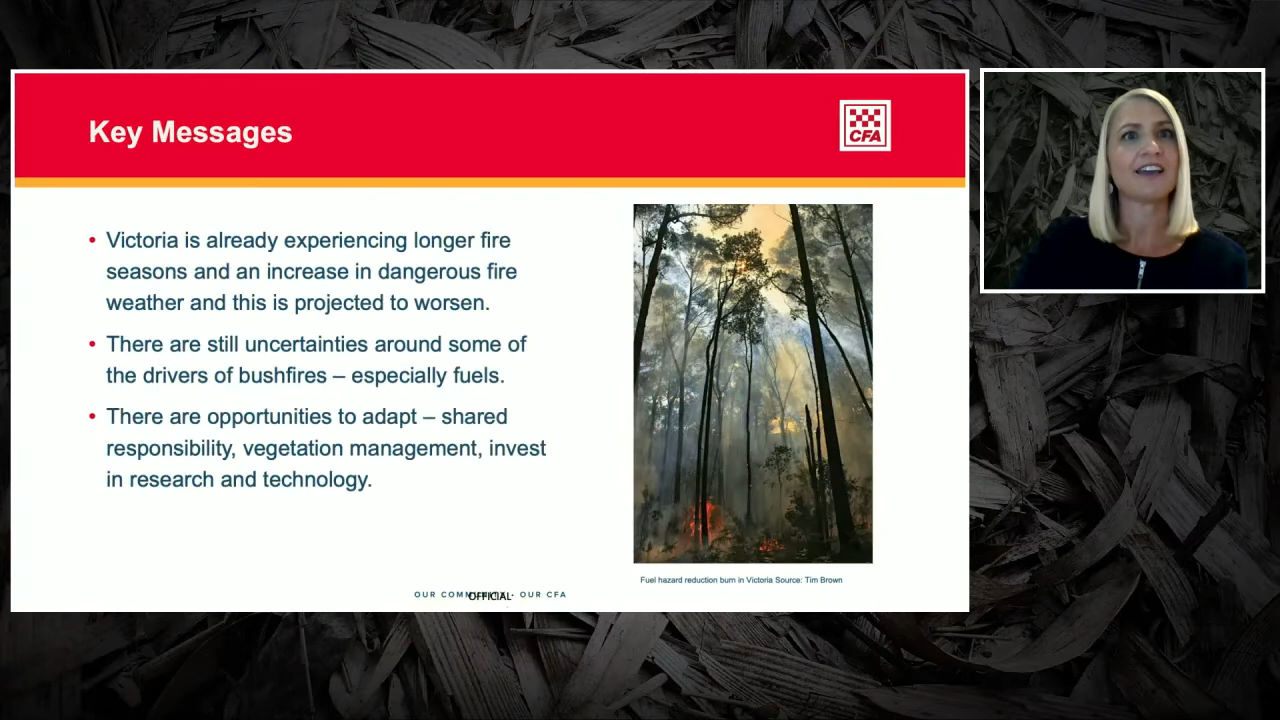 Key Messages
CFA
• Victoria is already experiencing longer fire
seasons and an increase in dangerous fire
weather and this is projected to worsen.
• There are still uncertainties around some of
the drivers of bushfires – especially fuels.
• There are opportunities to adapt – shared
responsibility, vegetation management, invest
in research and technology.
Fuel hazard reduction burn in Victoria Source: Tim Brown
OUR • OUR CFA
OFFICIAL